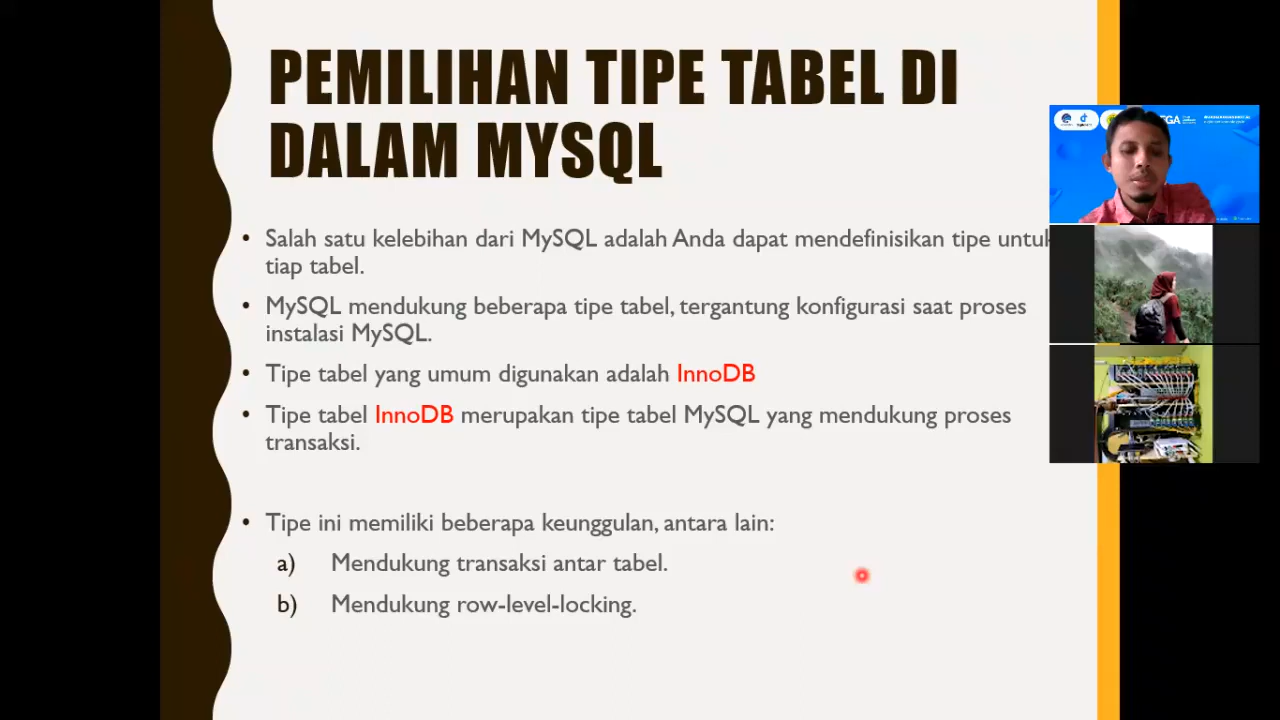 PEMILIHAN TIPE TABEL DI
DALAM MYSQL
• Salah satu kelebihan dari MySQL adalah Anda dapat mendefinisikan tipe untuk
tiap tabel.
• MySQL mendukung beberapa tipe tabel, tergantung konfigurasi saat proses
instalasi MySQL.
• Tipe tabel yang umum digunakan adalah InnoDB
• Tipe tabel InnoDB merupakan tipe tabel MySQL yang mendukung proses
transaksi.
• Tipe ini memiliki beberapa keunggulan, antara lain:
a) Mendukung transaksi antar tabel.
b) Mendukung row-level-locking.